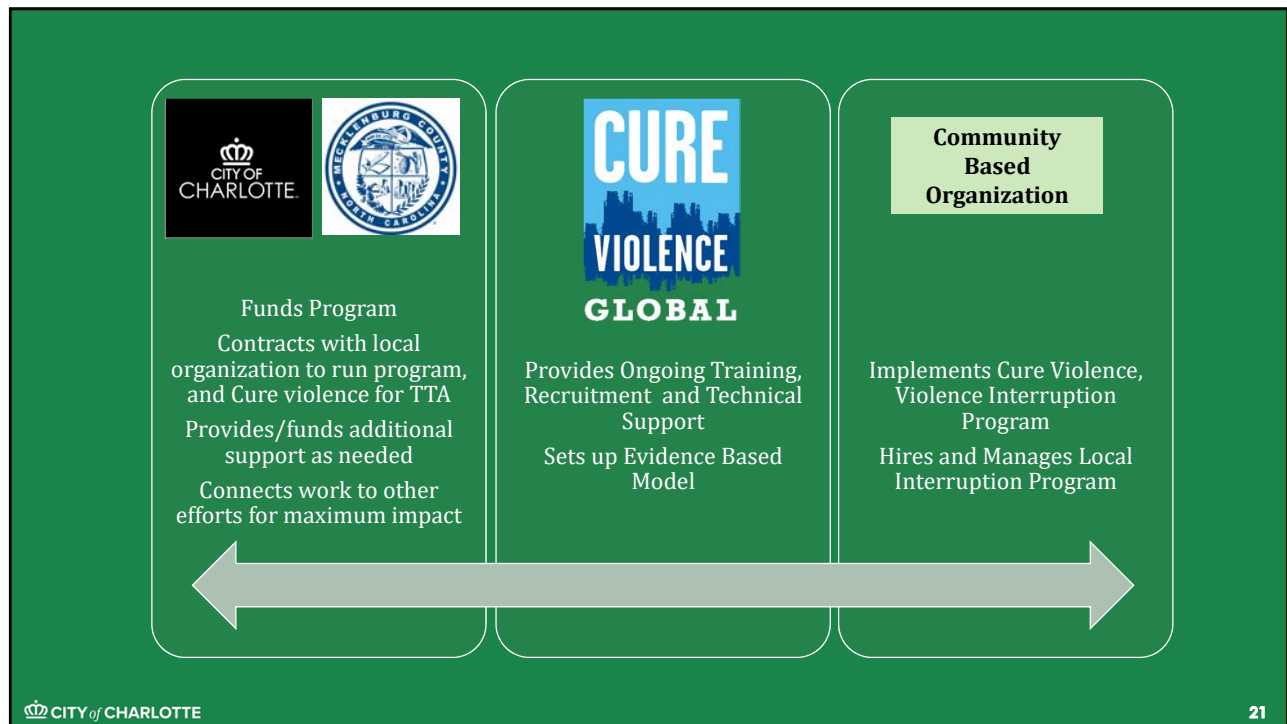 CITY OF
CHARLOTTE
MECKLENBURG COUNTY
NORTH CAROLINA
Funds Program
Contracts with local
organization to run program,
and Cure violence for TTA
Provides/funds additional
support as needed
Connects work to other
efforts for maximum impact
CURE
VIOLENCE
GLOBAL
Provides Ongoing Training,
Recruitment and Technical
Support
Sets up Evidence Based
Model
Community
Based
Organization
Implements Cure Violence,
Violence Interruption
Program
Hires and Manages Local
Interruption Program
CITY of CHARLOTTE
21